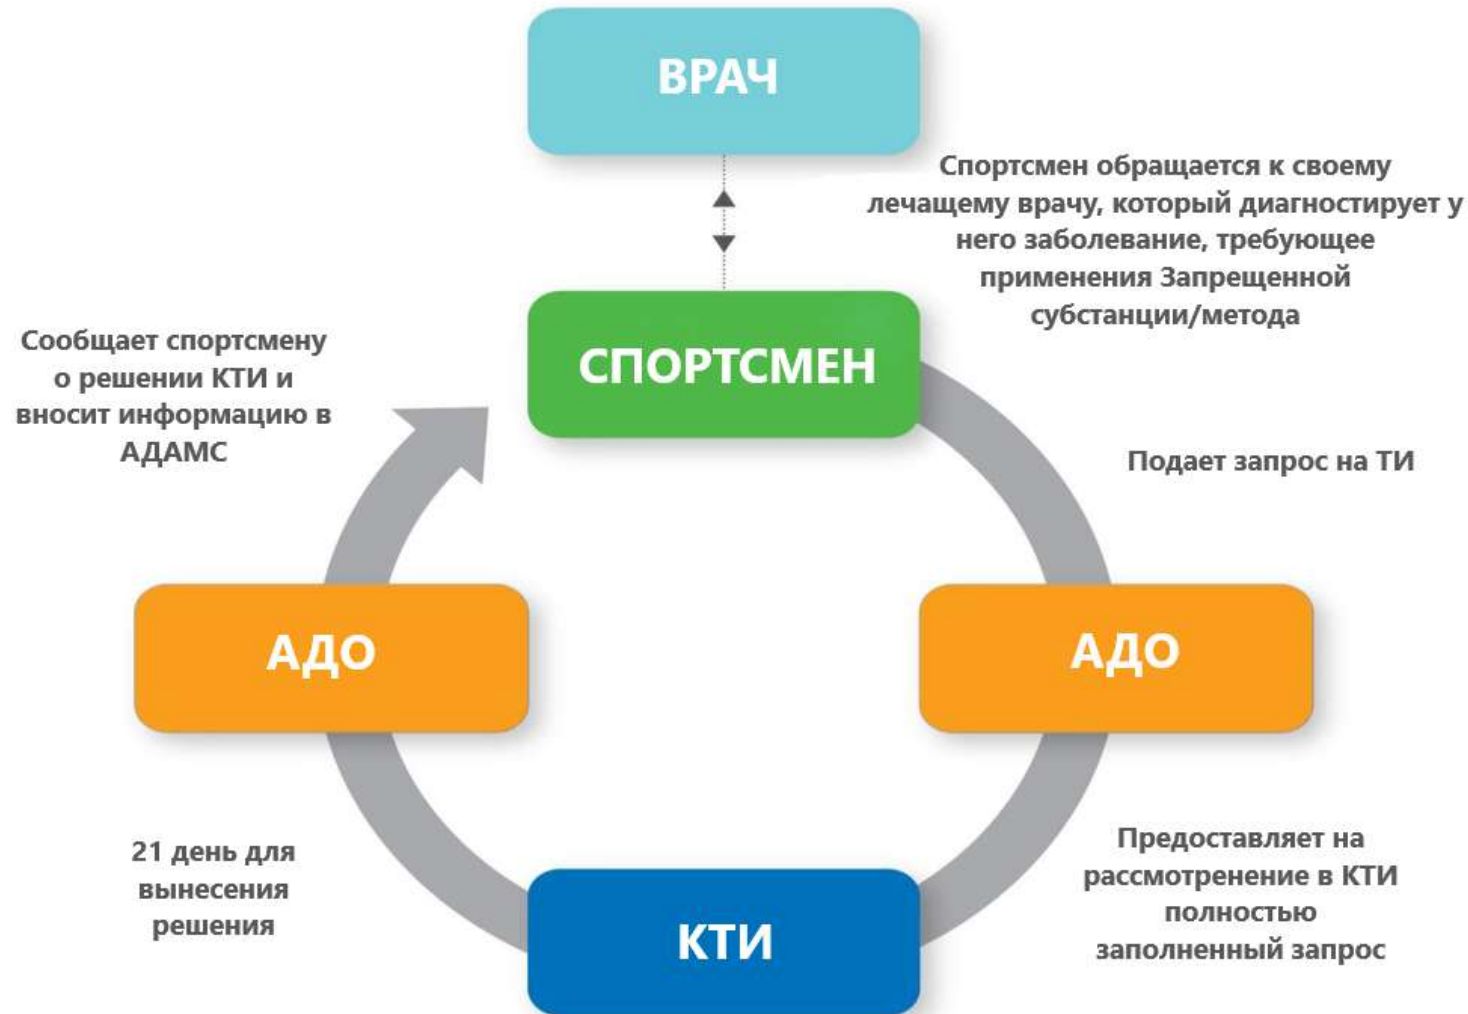 ВРАЧ
Спортсмен обращается к своему
лечащему врачу, который диагностирует у
него заболевание, требующее
применения Запрещенной
субстанции/метода
СПОРТСМЕН
Сообщает спортсмену
о решении КТИ и
вносит информацию в
АДАМС
Подает запрос на ТИ
АДО
АДО
21 день для
вынесения
решения
Предоставляет на
рассмотренение в КТИ
полностью
заполненный запрос
КТИ